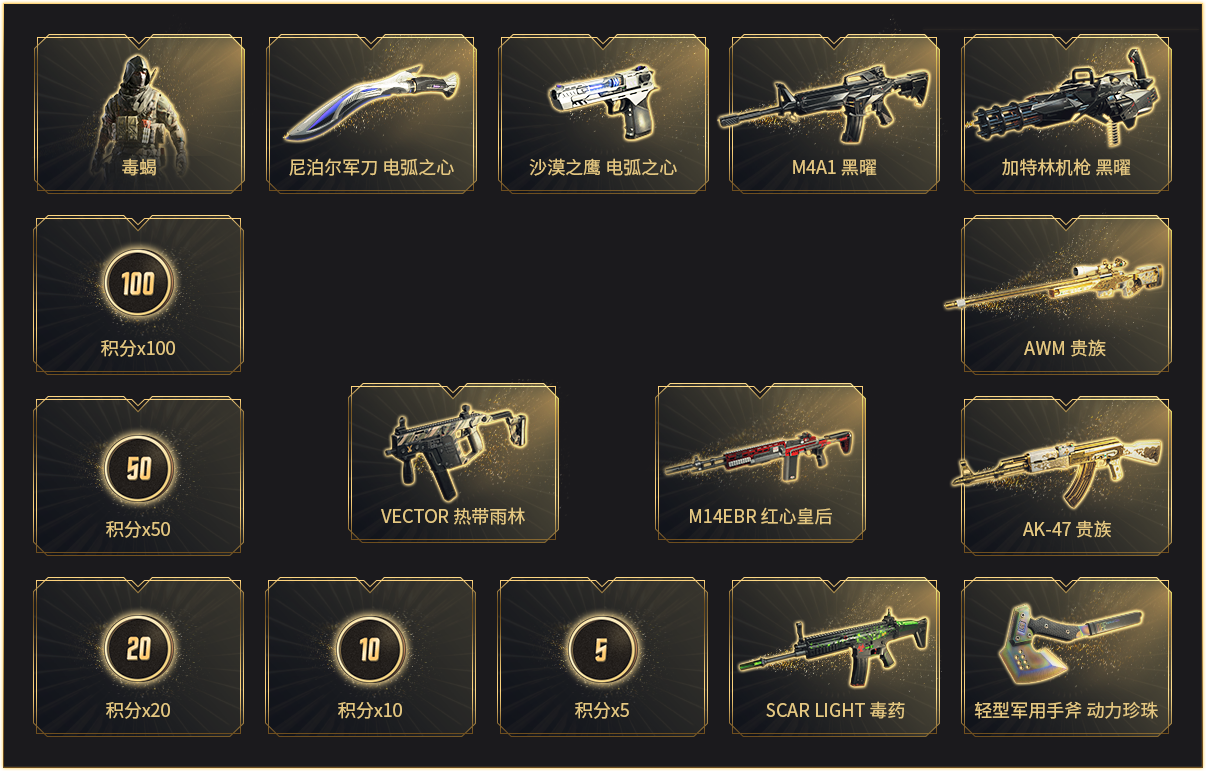 毒蝎
尼泊尔军刀 电弧之心
沙漠之鹰 电弧之心
M4A1 黑曜
加特林机枪 黑曜
100
积分x100
AWM 贵族
50
积分x50
VECTOR 热带雨林
M14EBR 红心皇后
AK-47 贵族
20
积分x20
10
积分x10
5
积分x5
SCAR LIGHT 毒药
轻型军用手斧 动力珍珠